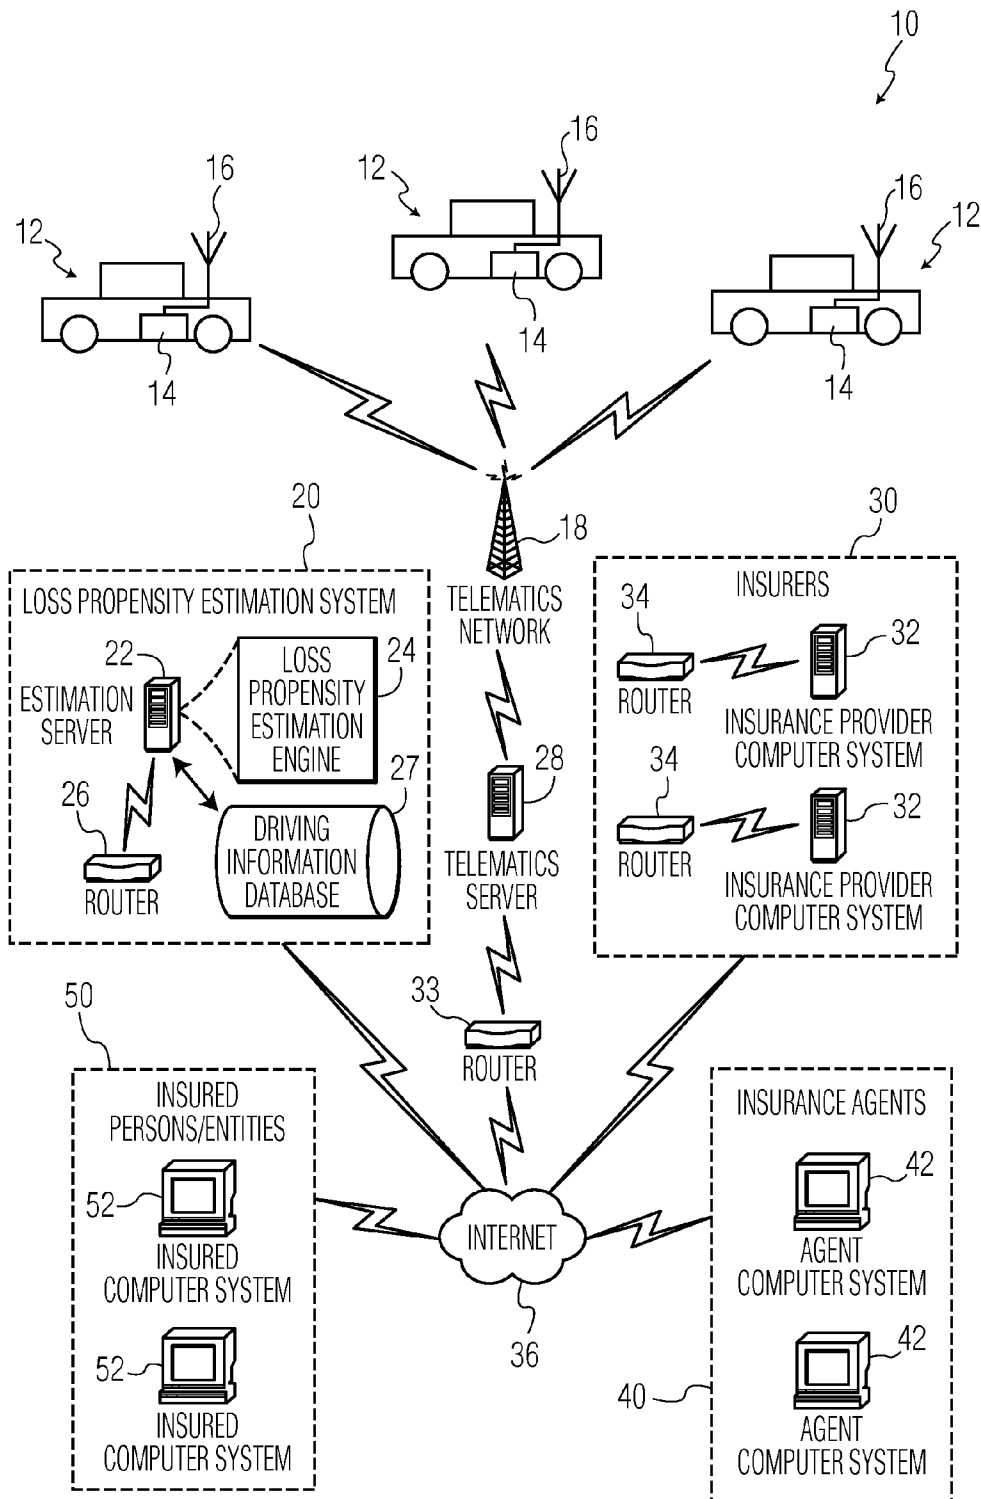 10
16
12
16
12
16
12
14
14
14
20
18
30
LOSS PROPENSITY ESTIMATION SYSTEM
22
ESTIMATION
SERVER
24
LOSS
PROPENSITY
ESTIMATION
ENGINE
26
ROUTER
27
DRIVING
INFORMATION
DATABASE
TELEMATICS
NETWORK
28
TELEMATICS
SERVER
33
ROUTER
INSURERS
34
ROUTER
32
INSURANCE PROVIDER
COMPUTER SYSTEM
34
ROUTER
32
INSURANCE PROVIDER
COMPUTER SYSTEM
50
INSURED
PERSONS/ENTITIES
52
INSURED
COMPUTER SYSTEM
52
INSURED
COMPUTER SYSTEM
INTERNET
36
INSURANCE AGENTS
42
AGENT
COMPUTER SYSTEM
42
40
AGENT
COMPUTER SYSTEM